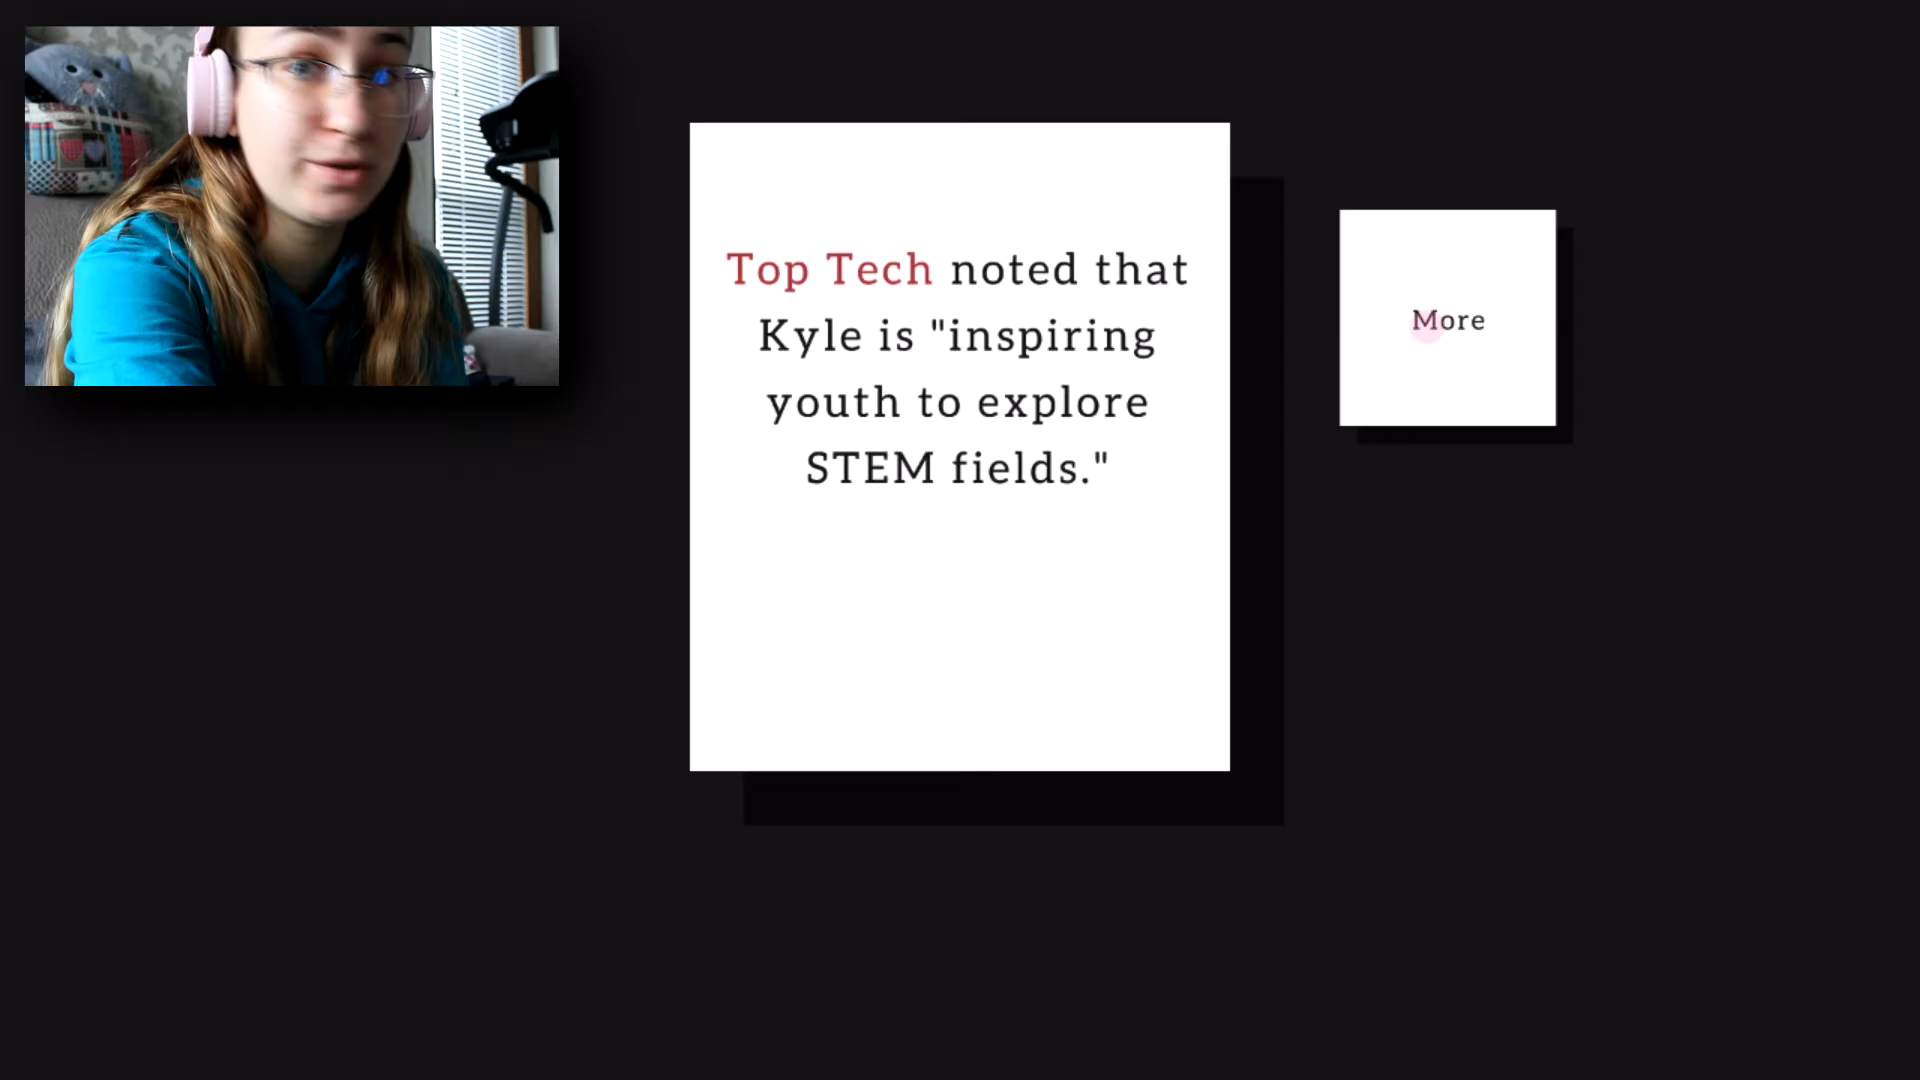 Top Tech noted that
Kyle is "inspiring
youth to explore
STEM fields."
More